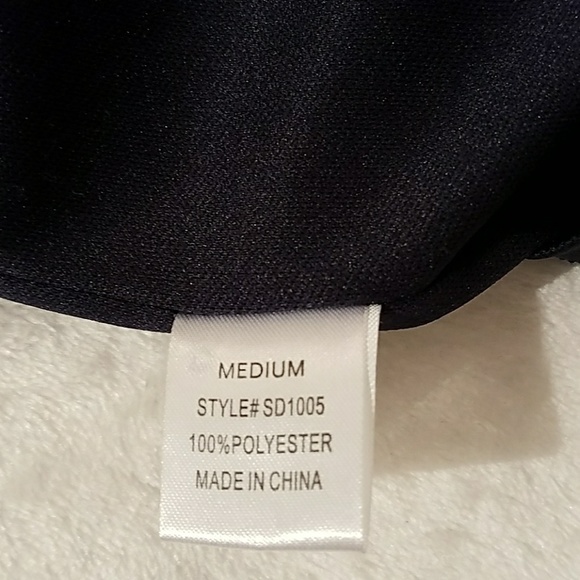 MEDIUM
STYLE# SD1005
100%POLYESTER
MADE IN CHINA